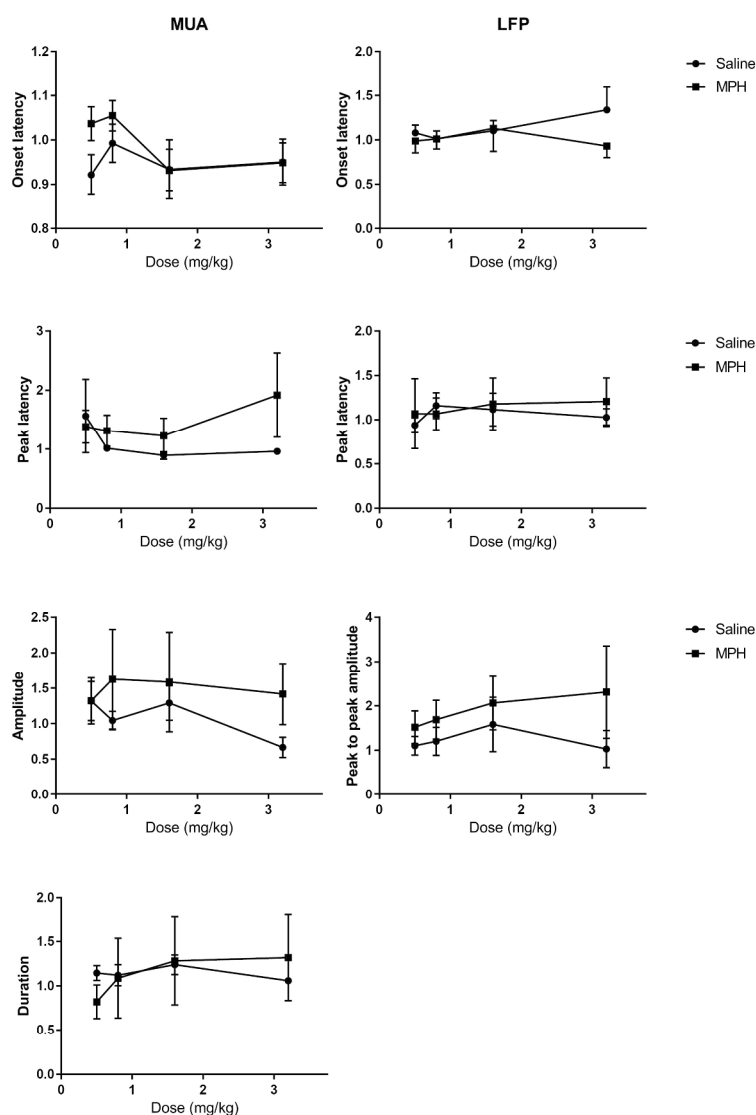 MUA
LFP
1.2
1.1
1.0
0.9
0.8
Onset latency
0
1
2
3
Dose (mg/kg)
2.0
1.5
1.0
0.5
0.0
Onset latency
0
1
2
3
Dose (mg/kg)
Saline
MPH
3
2
1
0
Peak latency
0
1
2
3
Dose (mg/kg)
2.0
1.5
1.0
0.5
0.0
Peak latency
0
1
2
3
Dose (mg/kg)
Saline
MPH
2.5
2.0
1.5
1.0
0.5
0.0
Amplitude
0
1
2
3
Dose (mg/kg)
4
3
2
1
0
Peak to peak amplitude
0
1
2
3
Dose (mg/kg)
Saline
MPH
2.0
1.5
1.0
0.5
0.0
Duration
0
1
2
3
Dose (mg/kg)